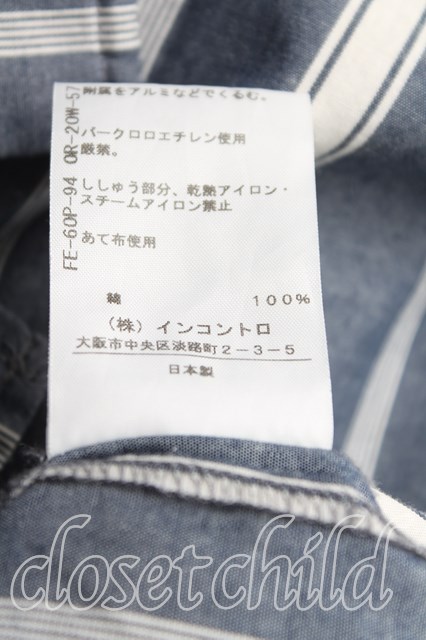 附属をアルミなどでくるむ。
パークロロエチレン使用
厳禁。
ししゅう部分、乾熱アイロン・
スチームアイロン禁止
あて布使用
綿 100%
(株) インコントロ
大阪市中央区淡路町2-3-5
日本製
FE-60P-94 OR-20W-57
closet child